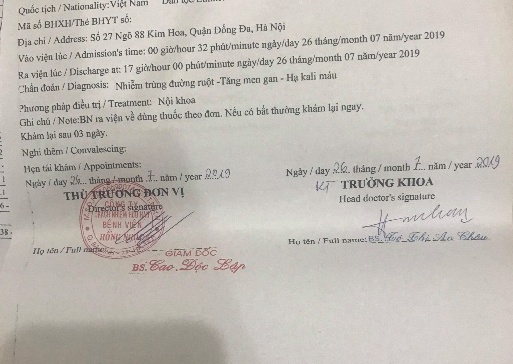 Quốc tịch / Nationality: Việt Nam
Mã số BHXH/Thẻ BHYT số:
Địa chỉ / Address: Số 27 Ngõ 88 Kim Hoa, Quận Đống Đa, Hà Nội
Vào viện lúc / Admission's time: 00 giờ/hour 32 phút/minute ngày/day 26 tháng/month 07 năm/year 2019
Ra viện lúc / Discharge at: 17 giờ/hour 00 phút/minute ngày/day 26 tháng/month 07 năm/year 2019
Chẩn đoán / Diagnosis: Nhiễm trùng đường ruột -Tăng men gan - Hạ kali máu
Phương pháp điều trị / Treatment: Nội khoa
Ghi chú / Note:BN ra viện về dùng thuốc theo đơn. Nếu có bất thường khám lại ngay.
Khám lại sau 03 ngày.
Nghỉ thêm / Convalescing:
Hẹn tái khám / Appointments:
Ngày / day 26 tháng / month 7 năm / year 2019
THỦ TRƯỞNG ĐƠN VỊ
Director's signature
BỆNH VIỆN
HỒNG NGỌC
Họ tên / Full name:
GIÁM ĐỐC
BS. Cao Độc Lập
Ngày / day 26 tháng / month 7 năm / year 2019
KT TRƯỞNG KHOA
Head doctor's signature
Họ tên / Full name: BS.